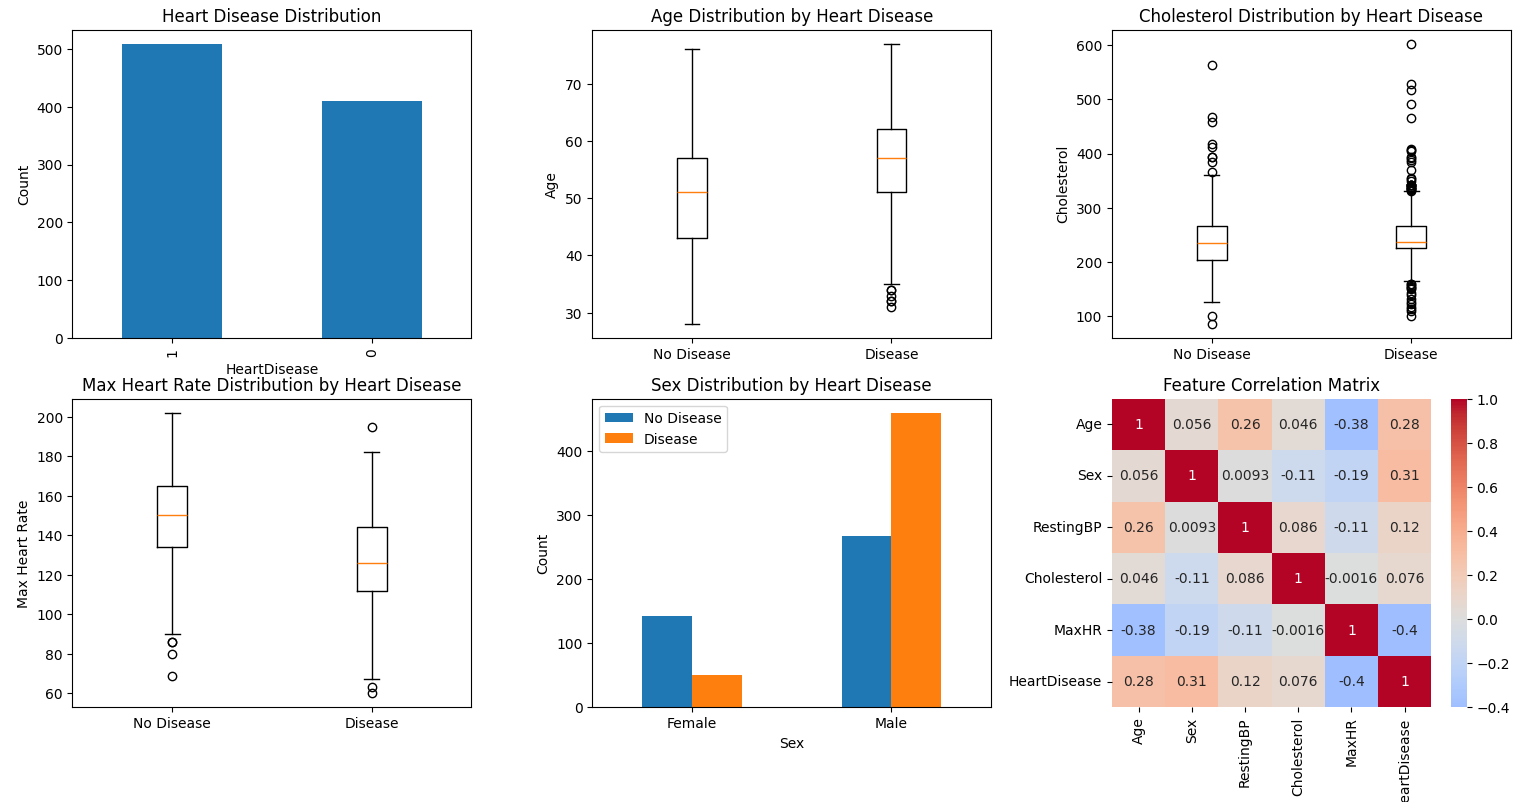 Heart Disease Distribution
500
400
300
200
100
0
Count
1
0
HeartDisease
Age Distribution by Heart Disease
70
60
50
40
30
Age
No Disease
Disease
Cholesterol Distribution by Heart Disease
600
500
400
300
200
100
Cholesterol
No Disease
Disease
Max Heart Rate Distribution by Heart Disease
200
180
160
140
120
100
80
60
Max Heart Rate
No Disease
Disease
Sex Distribution by Heart Disease
No Disease
Disease
400
300
200
100
0
Count
Female
Male
Sex
Feature Correlation Matrix
Age 1 0.056 0.26 0.046 -0.38 0.28
Sex 0.056 1 0.0093 -0.11 -0.19 0.31
RestingBP 0.26 0.0093 1 0.086 -0.11 0.12
Cholesterol 0.046 -0.11 0.086 1 -0.0016 0.076
MaxHR -0.38 -0.19 -0.11 -0.0016 1 -0.4
HeartDisease 0.28 0.31 0.12 0.076 -0.4 1
Age
Sex
RestingBP
Cholesterol
MaxHR
eartDisease
1.0
0.8
0.6
0.4
0.2
0.0
−0.2
−0.4